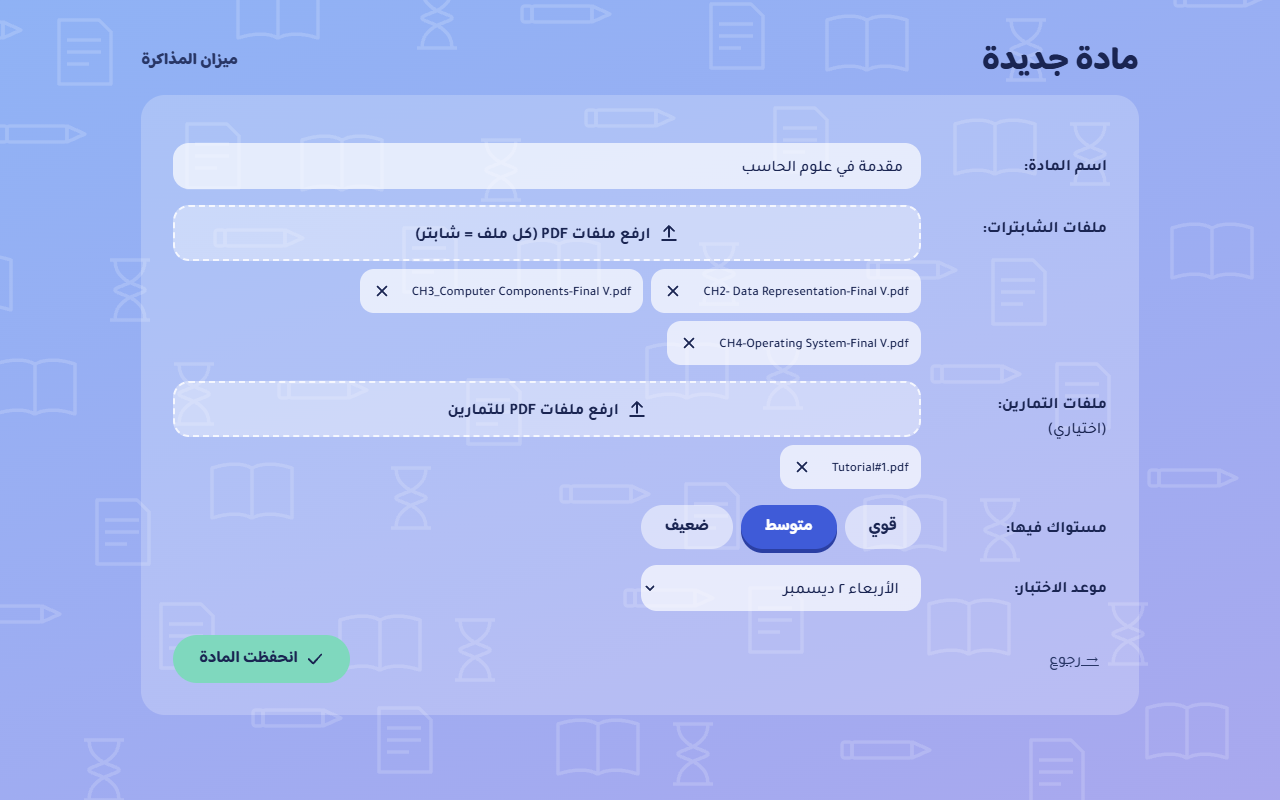 مادة جديدة
ميزان المذاكرة
اسم المادة:
مقدمة في علوم الحاسب
ملفات الشابترات:
ارفع ملفات PDF (كل ملف = شابتر)
CH2- Data Representation-Final V.pdf
CH3_Computer Components-Final V.pdf
CH4-Operating System-Final V.pdf
ملفات التمارين:
(اختياري)
ارفع ملفات PDF للتمارين
Tutorial#1.pdf
مستواك فيها:
قوي
متوسط
ضعيف
موعد الاختبار:
الأربعاء ٢ ديسمبر
→ رجوع
انحفظت المادة